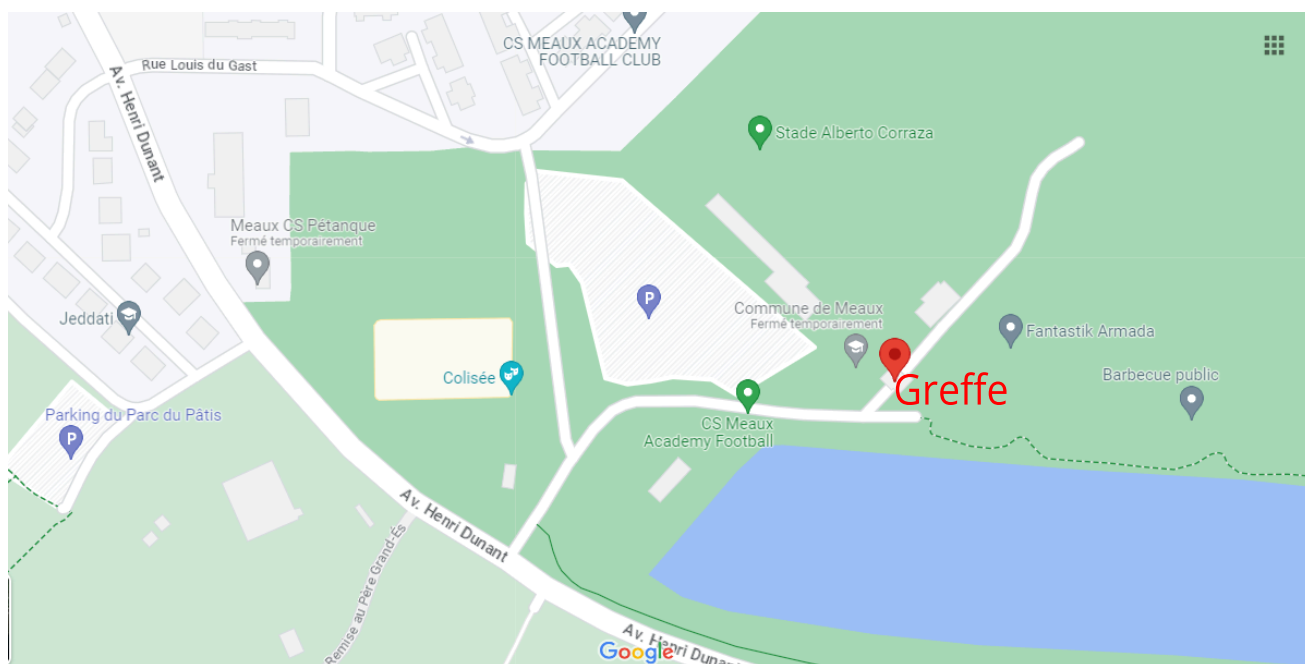 CS MEAUX ACADEMY
FOOTBALL CLUB
Rue Louis du Gast
Av. Henri Dunant
Stade Alberto Corraza
Meaux CS Pétanque
Fermé temporairement
P
Commune de Meaux
Fermé temporairement
Jeddati
Fantastik Armada
Colisée
Greffe
Barbecue public
Parking du Parc du Pâtis
P
CS Meaux
Academy Football
Av. Henri Dunant
Remise au Père Grand-És
Av. Henri Dunant
Google